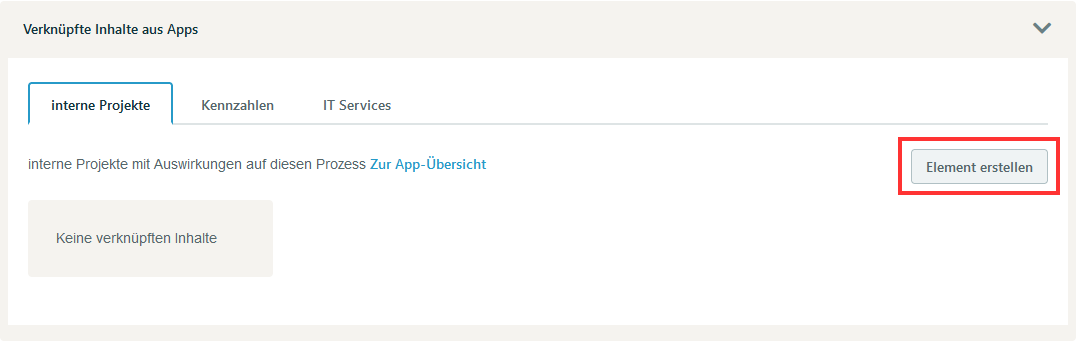 Verknüpfte Inhalte aus Apps
interne Projekte Kennzahlen IT Services
interne Projekte mit Auswirkungen auf diesen Prozess Zur App-Übersicht Element erstellen
Keine verknüpften Inhalte